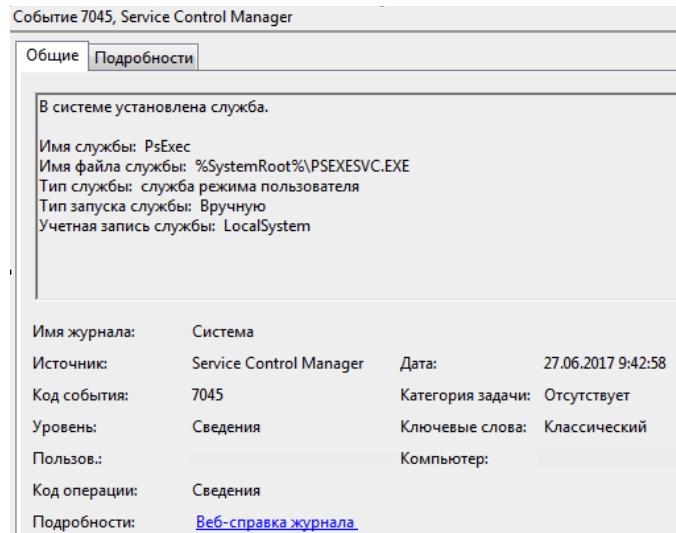 Событие 7045, Service Control Manager
Общие Подробности
В системе установлена служба.
Имя службы: PsExec
Имя файла службы: %SystemRoot%\PSEXESVC.EXE
Тип службы: служба режима пользователя
Тип запуска службы: Вручную
Учетная запись службы: LocalSystem
Имя журнала: Система
Источник: Service Control Manager Дата: 27.06.2017 9:42:58
Код события: 7045 Категория задачи: Отсутствует
Уровень: Сведения Ключевые слова: Классический
Пользов.: Компьютер:
Код операции: Сведения
Подробности: Веб-справка журнала